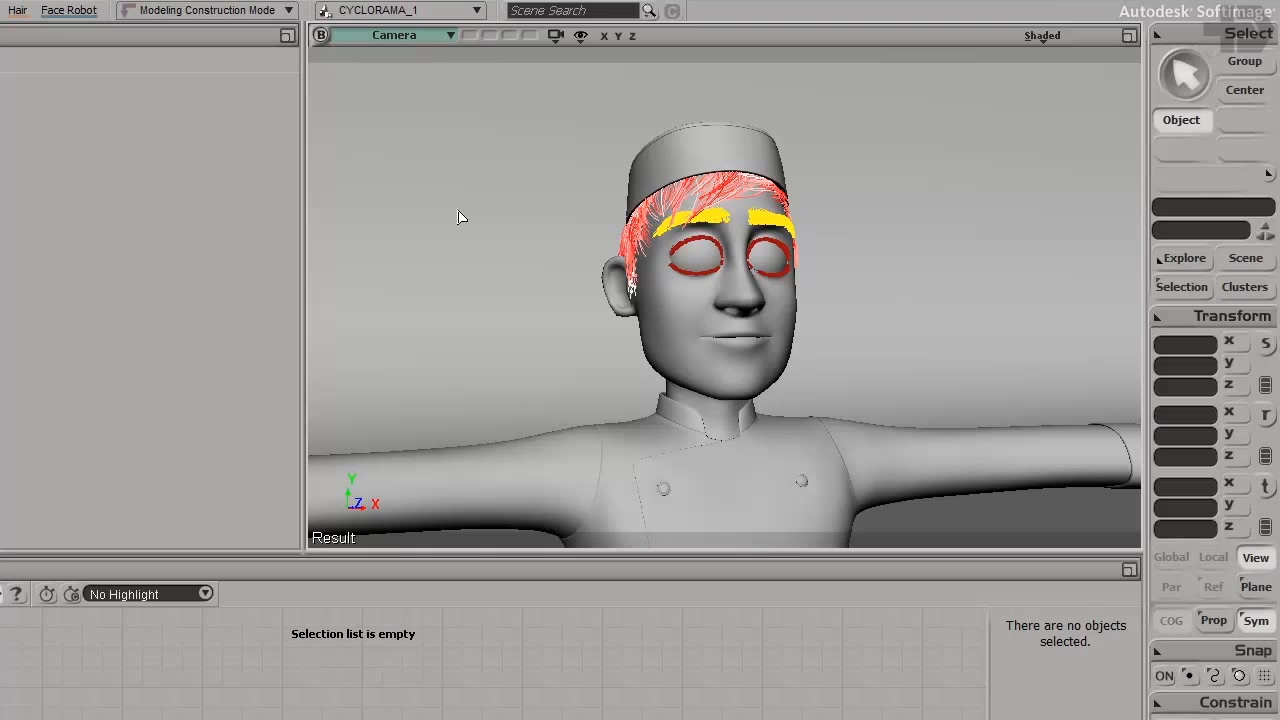 Hair Face Robot Modeling Construction Mode CYCLORAMA_1 Scene Search C
Autodesk Softimage
B Camera X Y Z Shaded
Select
Group
Center
Object
Explore Scene
Selection Clusters
Transform
x s
y
z
x r
y
z
x t
y
z
Global Local View
Par Ref Plane
COG Prop Sym
Snap
ON
Constrain
Y
Z X
Result
? No Highlight
Selection list is empty
There are no objects
selected.